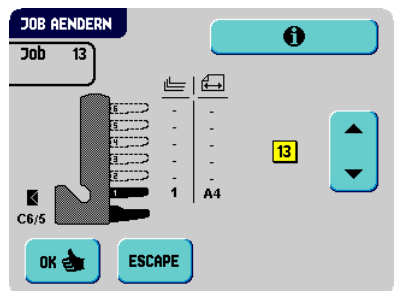 JOB AENDERN
Job 13
6 - -
5 - -
4 - -
3 - -
2 - -
1 1 A4
13
C6/5
OK ESCAPE